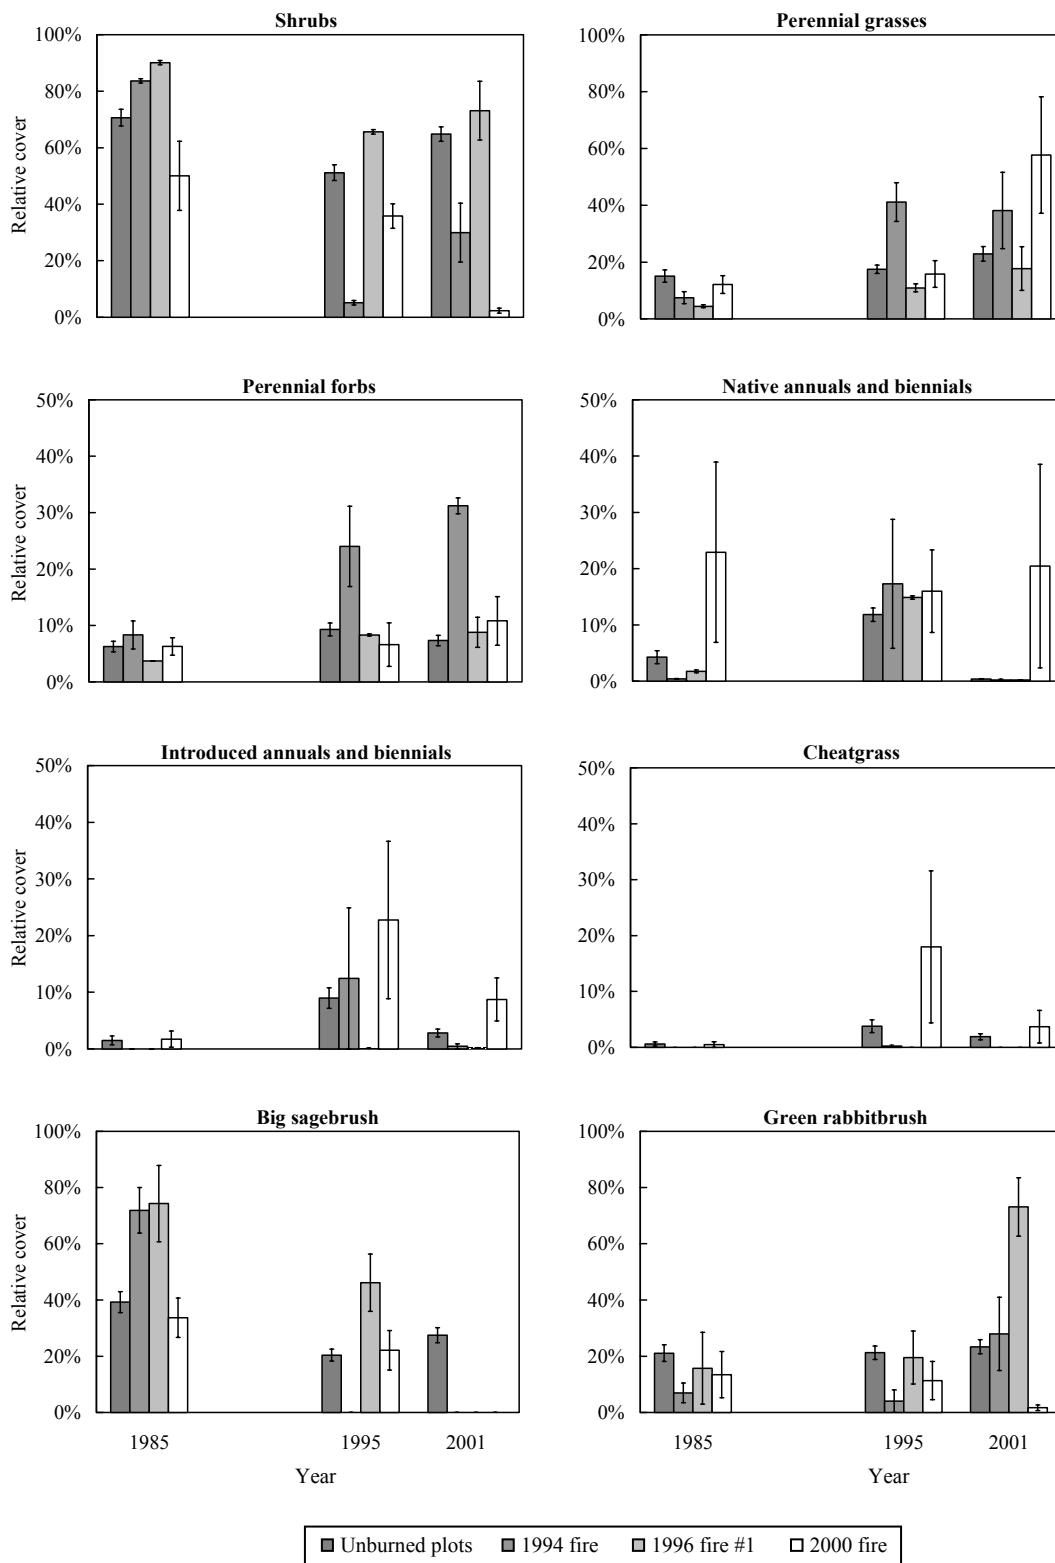 Shrubs
100%
80%
60%
40%
20%
0%
Relative cover
Perennial grasses
100%
80%
60%
40%
20%
0%
Perennial forbs
50%
40%
30%
20%
10%
0%
Relative cover
Native annuals and biennials
50%
40%
30%
20%
10%
0%
Introduced annuals and biennials
50%
40%
30%
20%
10%
0%
Relative cover
Cheatgrass
50%
40%
30%
20%
10%
0%
Big sagebrush
100%
80%
60%
40%
20%
0%
Relative cover
1985 1995 2001
Year
Green rabbitbrush
100%
80%
60%
40%
20%
0%
1985 1995 2001
Year
Unburned plots 1994 fire 1996 fire #1 2000 fire